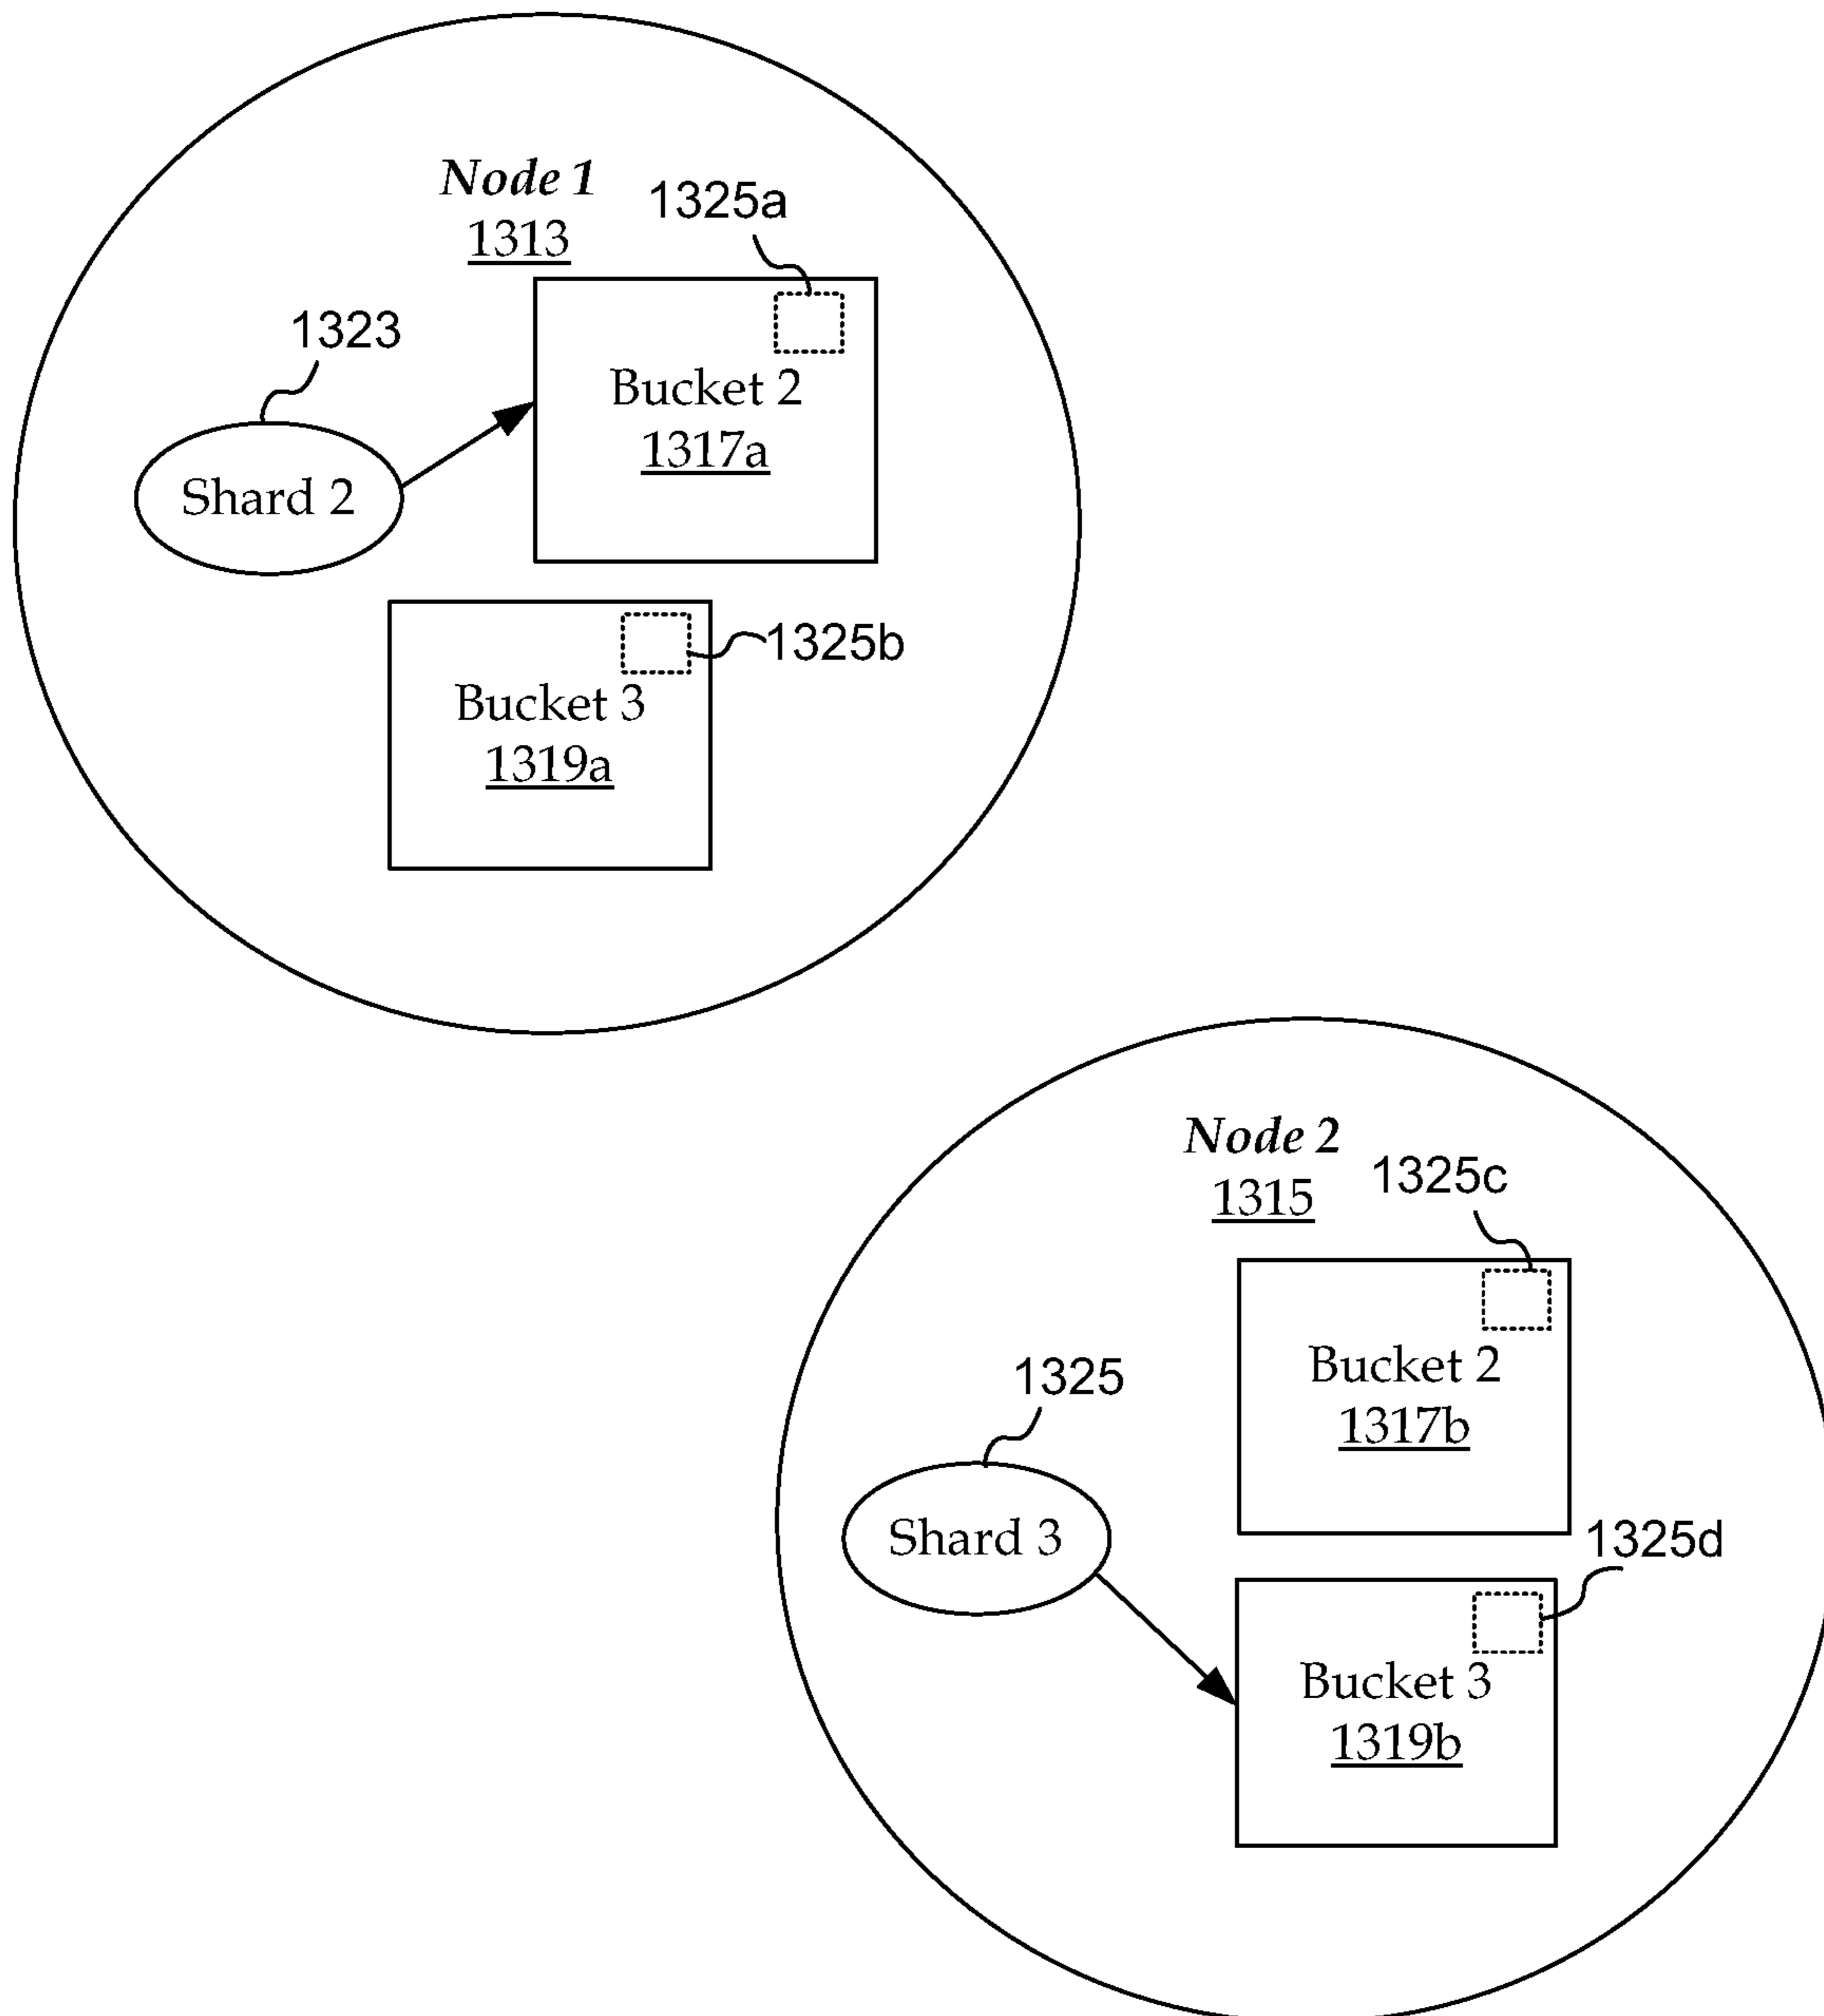 Node 1
1313
1325a
1323
Bucket 2
1317a
Shard 2
1325b
Bucket 3
1319a
Node 2
1315
1325c
1325
Bucket 2
1317b
Shard 3
1325d
Bucket 3
1319b